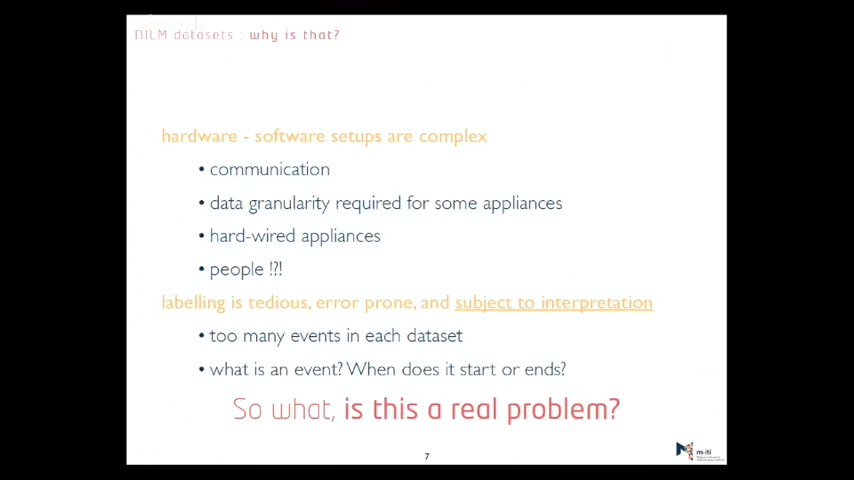 NILM datasets : why is that?
hardware - software setups are complex
• communication
• data granularity required for some appliances
• hard-wired appliances
• people !?!
labelling is tedious, error prone, and subject to interpretation
• too many events in each dataset
• what is an event? When does it start or ends?
So what, is this a real problem?
m-iti
7